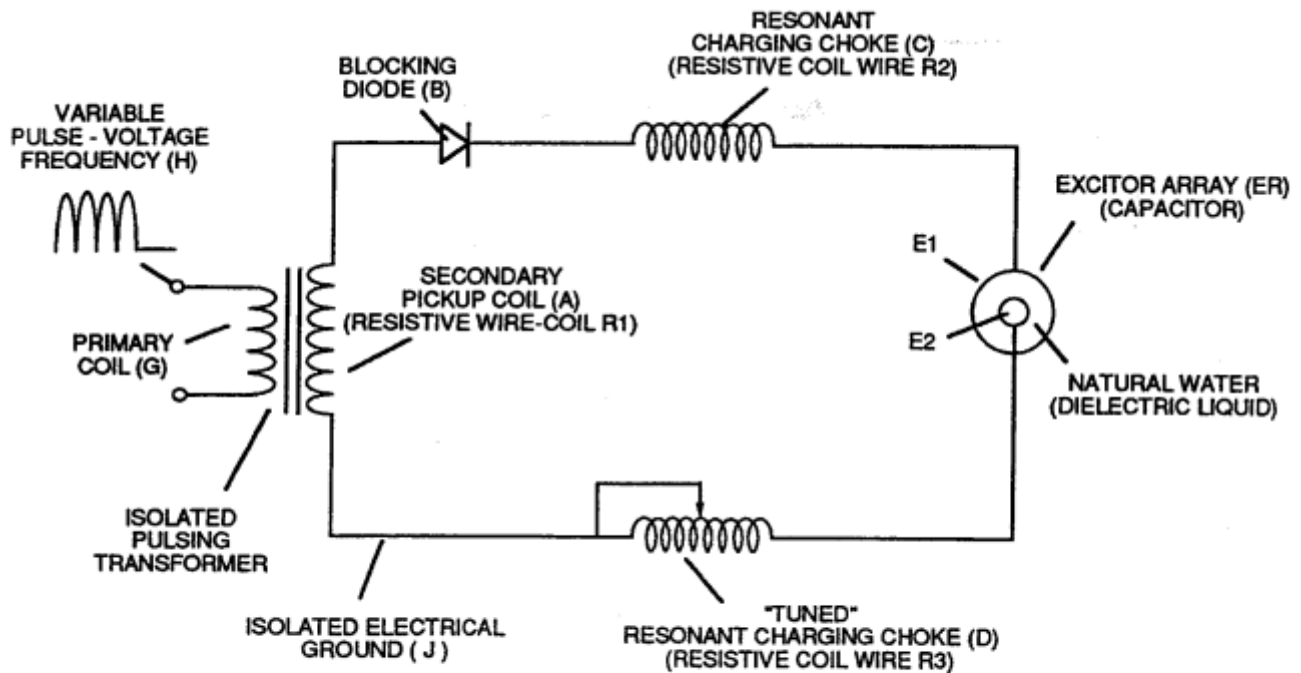 RESONANT
CHARGING CHOKE (C)
(RESISTIVE COIL WIRE R2)
BLOCKING
DIODE (B)
VARIABLE
PULSE - VOLTAGE
FREQUENCY (H)
EXCITOR ARRAY (ER)
(CAPACITOR)
E1
SECONDARY
PICKUP COIL (A)
(RESISTIVE WIRE-COIL R1)
PRIMARY
COIL (G)
E2
NATURAL WATER
(DIELECTRIC LIQUID)
ISOLATED
PULSING
TRANSFORMER
ISOLATED ELECTRICAL
GROUND ( J )
"TUNED"
RESONANT CHARGING CHOKE (D)
(RESISTIVE COIL WIRE R3)